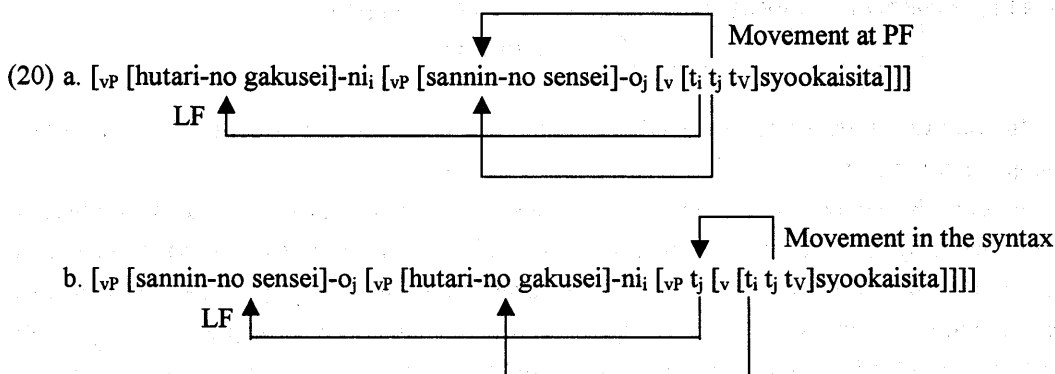 Movement at PF
(20) a. [vP [hutari-no gakusei]-nii [vP [sannin-no sensei]-oj [v [ti tj tV]syookaisita]]]
LF
Movement in the syntax
b. [vP [sannin-no sensei]-oj [vP [hutari-no gakusei]-nii [vP tj [v [ti tj tV]syookaisita]]]]
LF